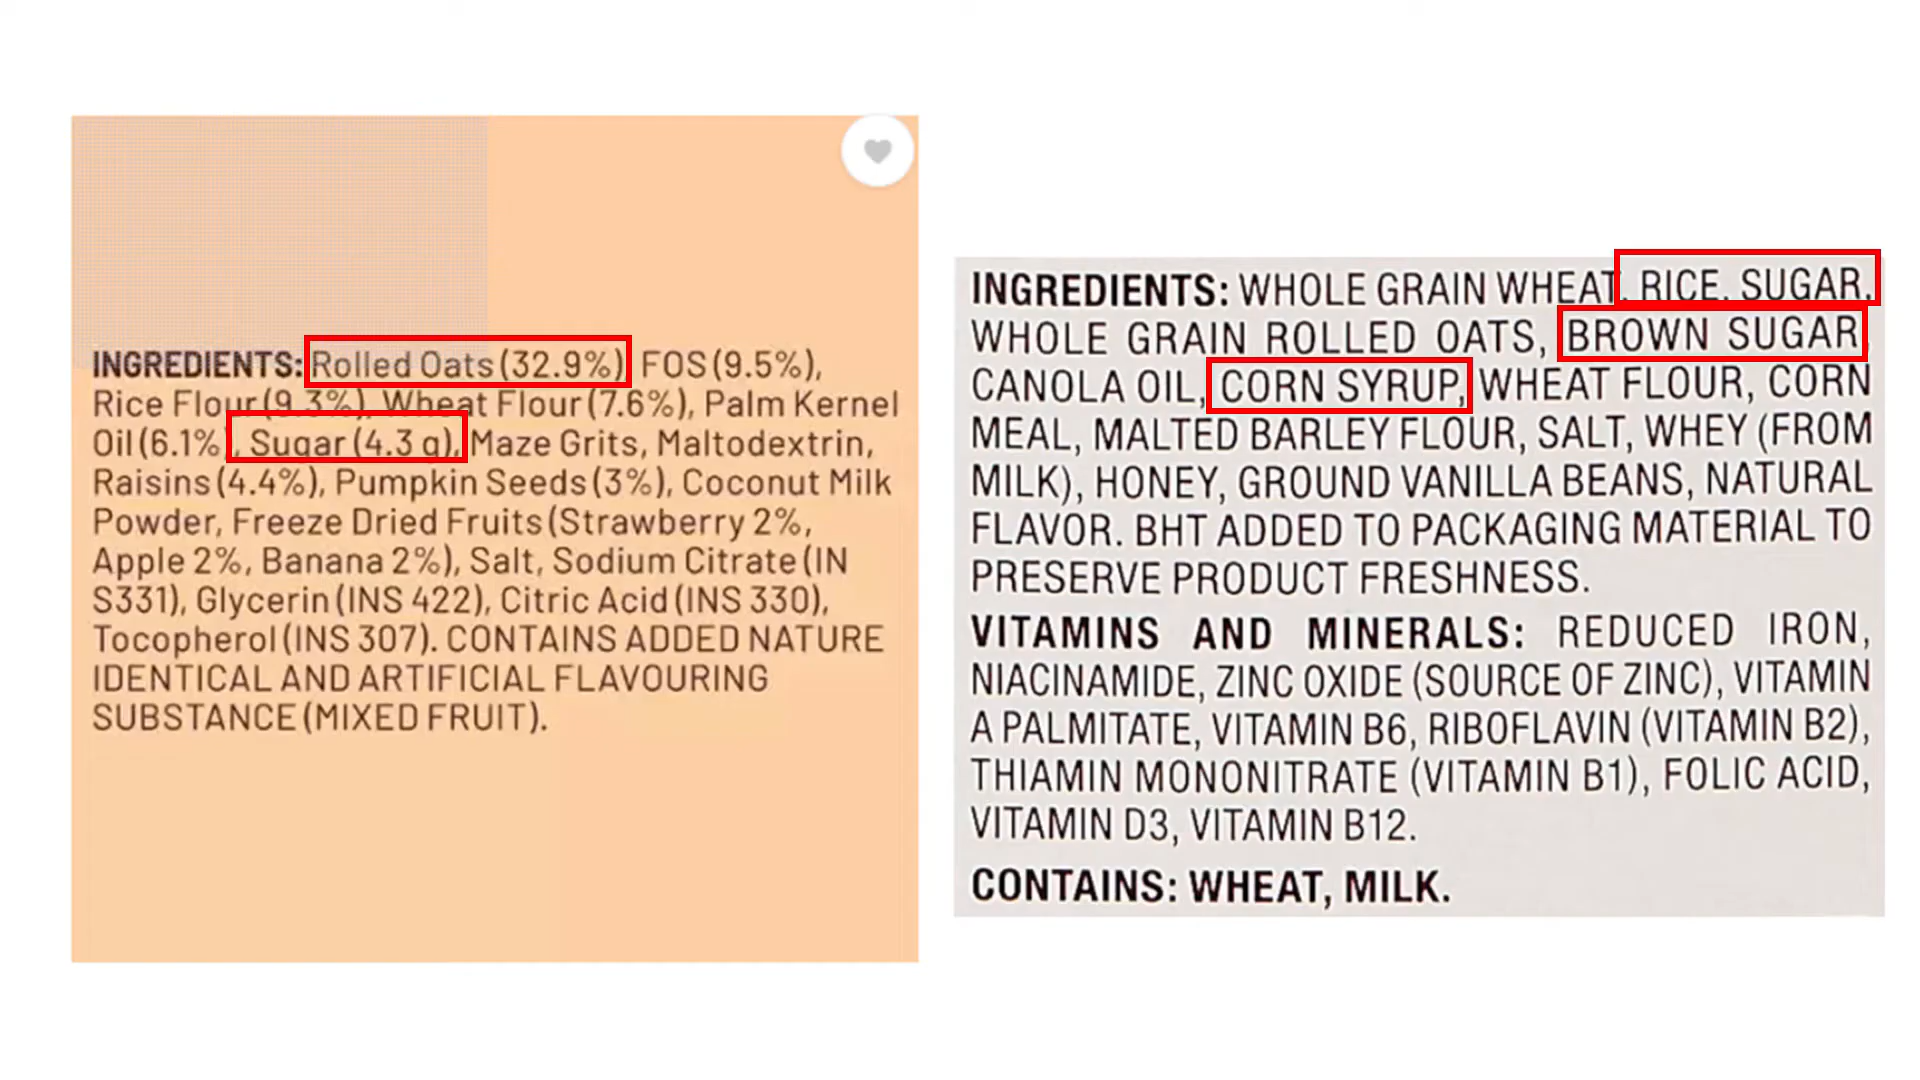 INGREDIENTS: Rolled Oats (32.9%), FOS (9.5%),
Rice Flour (9.3%), Wheat Flour (7.6%), Palm Kernel
Oil (6.1%), Sugar (4.3 g), Maze Grits, Maltodextrin,
Raisins (4.4%), Pumpkin Seeds (3%), Coconut Milk
Powder, Freeze Dried Fruits (Strawberry 2%,
Apple 2%, Banana 2%), Salt, Sodium Citrate (IN
S331), Glycerin (INS 422), Citric Acid (INS 330),
Tocopherol (INS 307). CONTAINS ADDED NATURE
IDENTICAL AND ARTIFICIAL FLAVOURING
SUBSTANCE (MIXED FRUIT).
INGREDIENTS: WHOLE GRAIN WHEAT, RICE, SUGAR,
WHOLE GRAIN ROLLED OATS, BROWN SUGAR,
CANOLA OIL, CORN SYRUP, WHEAT FLOUR, CORN
MEAL, MALTED BARLEY FLOUR, SALT, WHEY (FROM
MILK), HONEY, GROUND VANILLA BEANS, NATURAL
FLAVOR. BHT ADDED TO PACKAGING MATERIAL TO
PRESERVE PRODUCT FRESHNESS.
VITAMINS AND MINERALS: REDUCED IRON,
NIACINAMIDE, ZINC OXIDE (SOURCE OF ZINC), VITAMIN
A PALMITATE, VITAMIN B6, RIBOFLAVIN (VITAMIN B2),
THIAMIN MONONITRATE (VITAMIN B1), FOLIC ACID,
VITAMIN D3, VITAMIN B12.
CONTAINS: WHEAT, MILK.